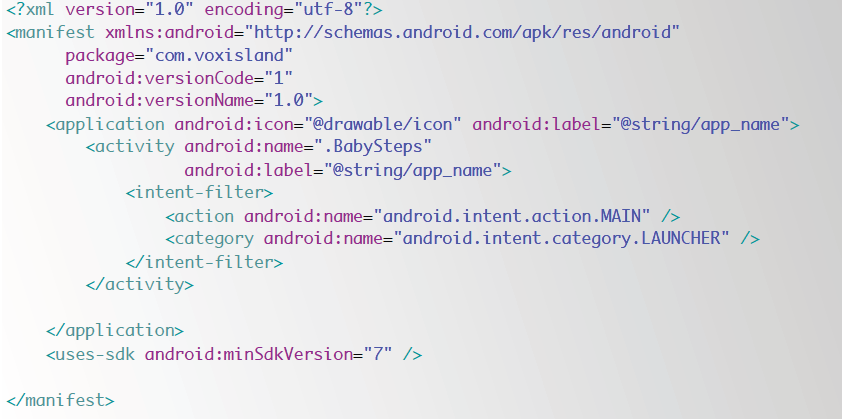 <?xml version="1.0" encoding="utf-8"?>
<manifest xmlns:android="http://schemas.android.com/apk/res/android"
      package="com.voxisland"
      android:versionCode="1"
      android:versionName="1.0">
    <application android:icon="@drawable/icon" android:label="@string/app_name">
        <activity android:name=".BabySteps"
                  android:label="@string/app_name">
            <intent-filter>
                <action android:name="android.intent.action.MAIN" />
                <category android:name="android.intent.category.LAUNCHER" />
            </intent-filter>
        </activity>

    </application>
    <uses-sdk android:minSdkVersion="7" />

</manifest>